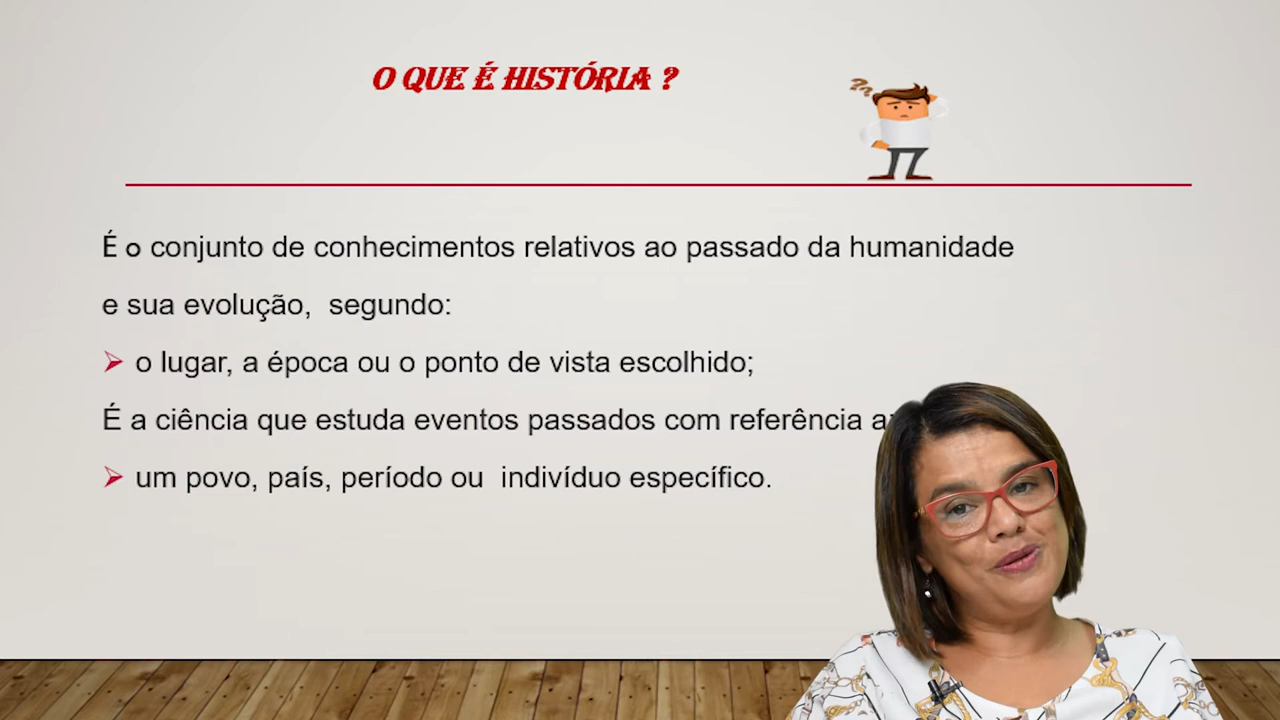 O QUE É HISTÓRIA ?
É o conjunto de conhecimentos relativos ao passado da humanidade
e sua evolução, segundo:
➢ o lugar, a época ou o ponto de vista escolhido;
É a ciência que estuda eventos passados com referência a
➢ um povo, país, período ou indivíduo específico.